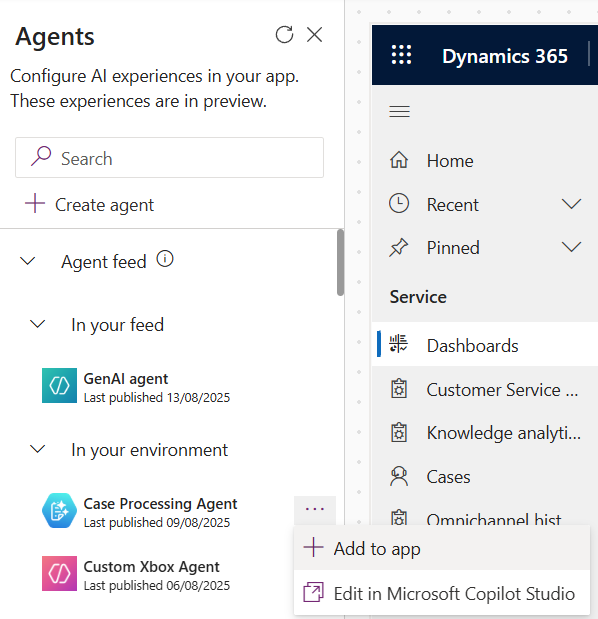 Agents
Configure AI experiences in your app.
These experiences are in preview.
Search
Create agent
Agent feed
In your feed
GenAI agent
Last published 13/08/2025
In your environment
Case Processing Agent
Last published 09/08/2025
Custom Xbox Agent
Last published 06/08/2025
Add to app
Edit in Microsoft Copilot Studio
Dynamics 365
Home
Recent
Pinned
Service
Dashboards
Customer Service ...
Knowledge analyti...
Cases
Omnichannel hist